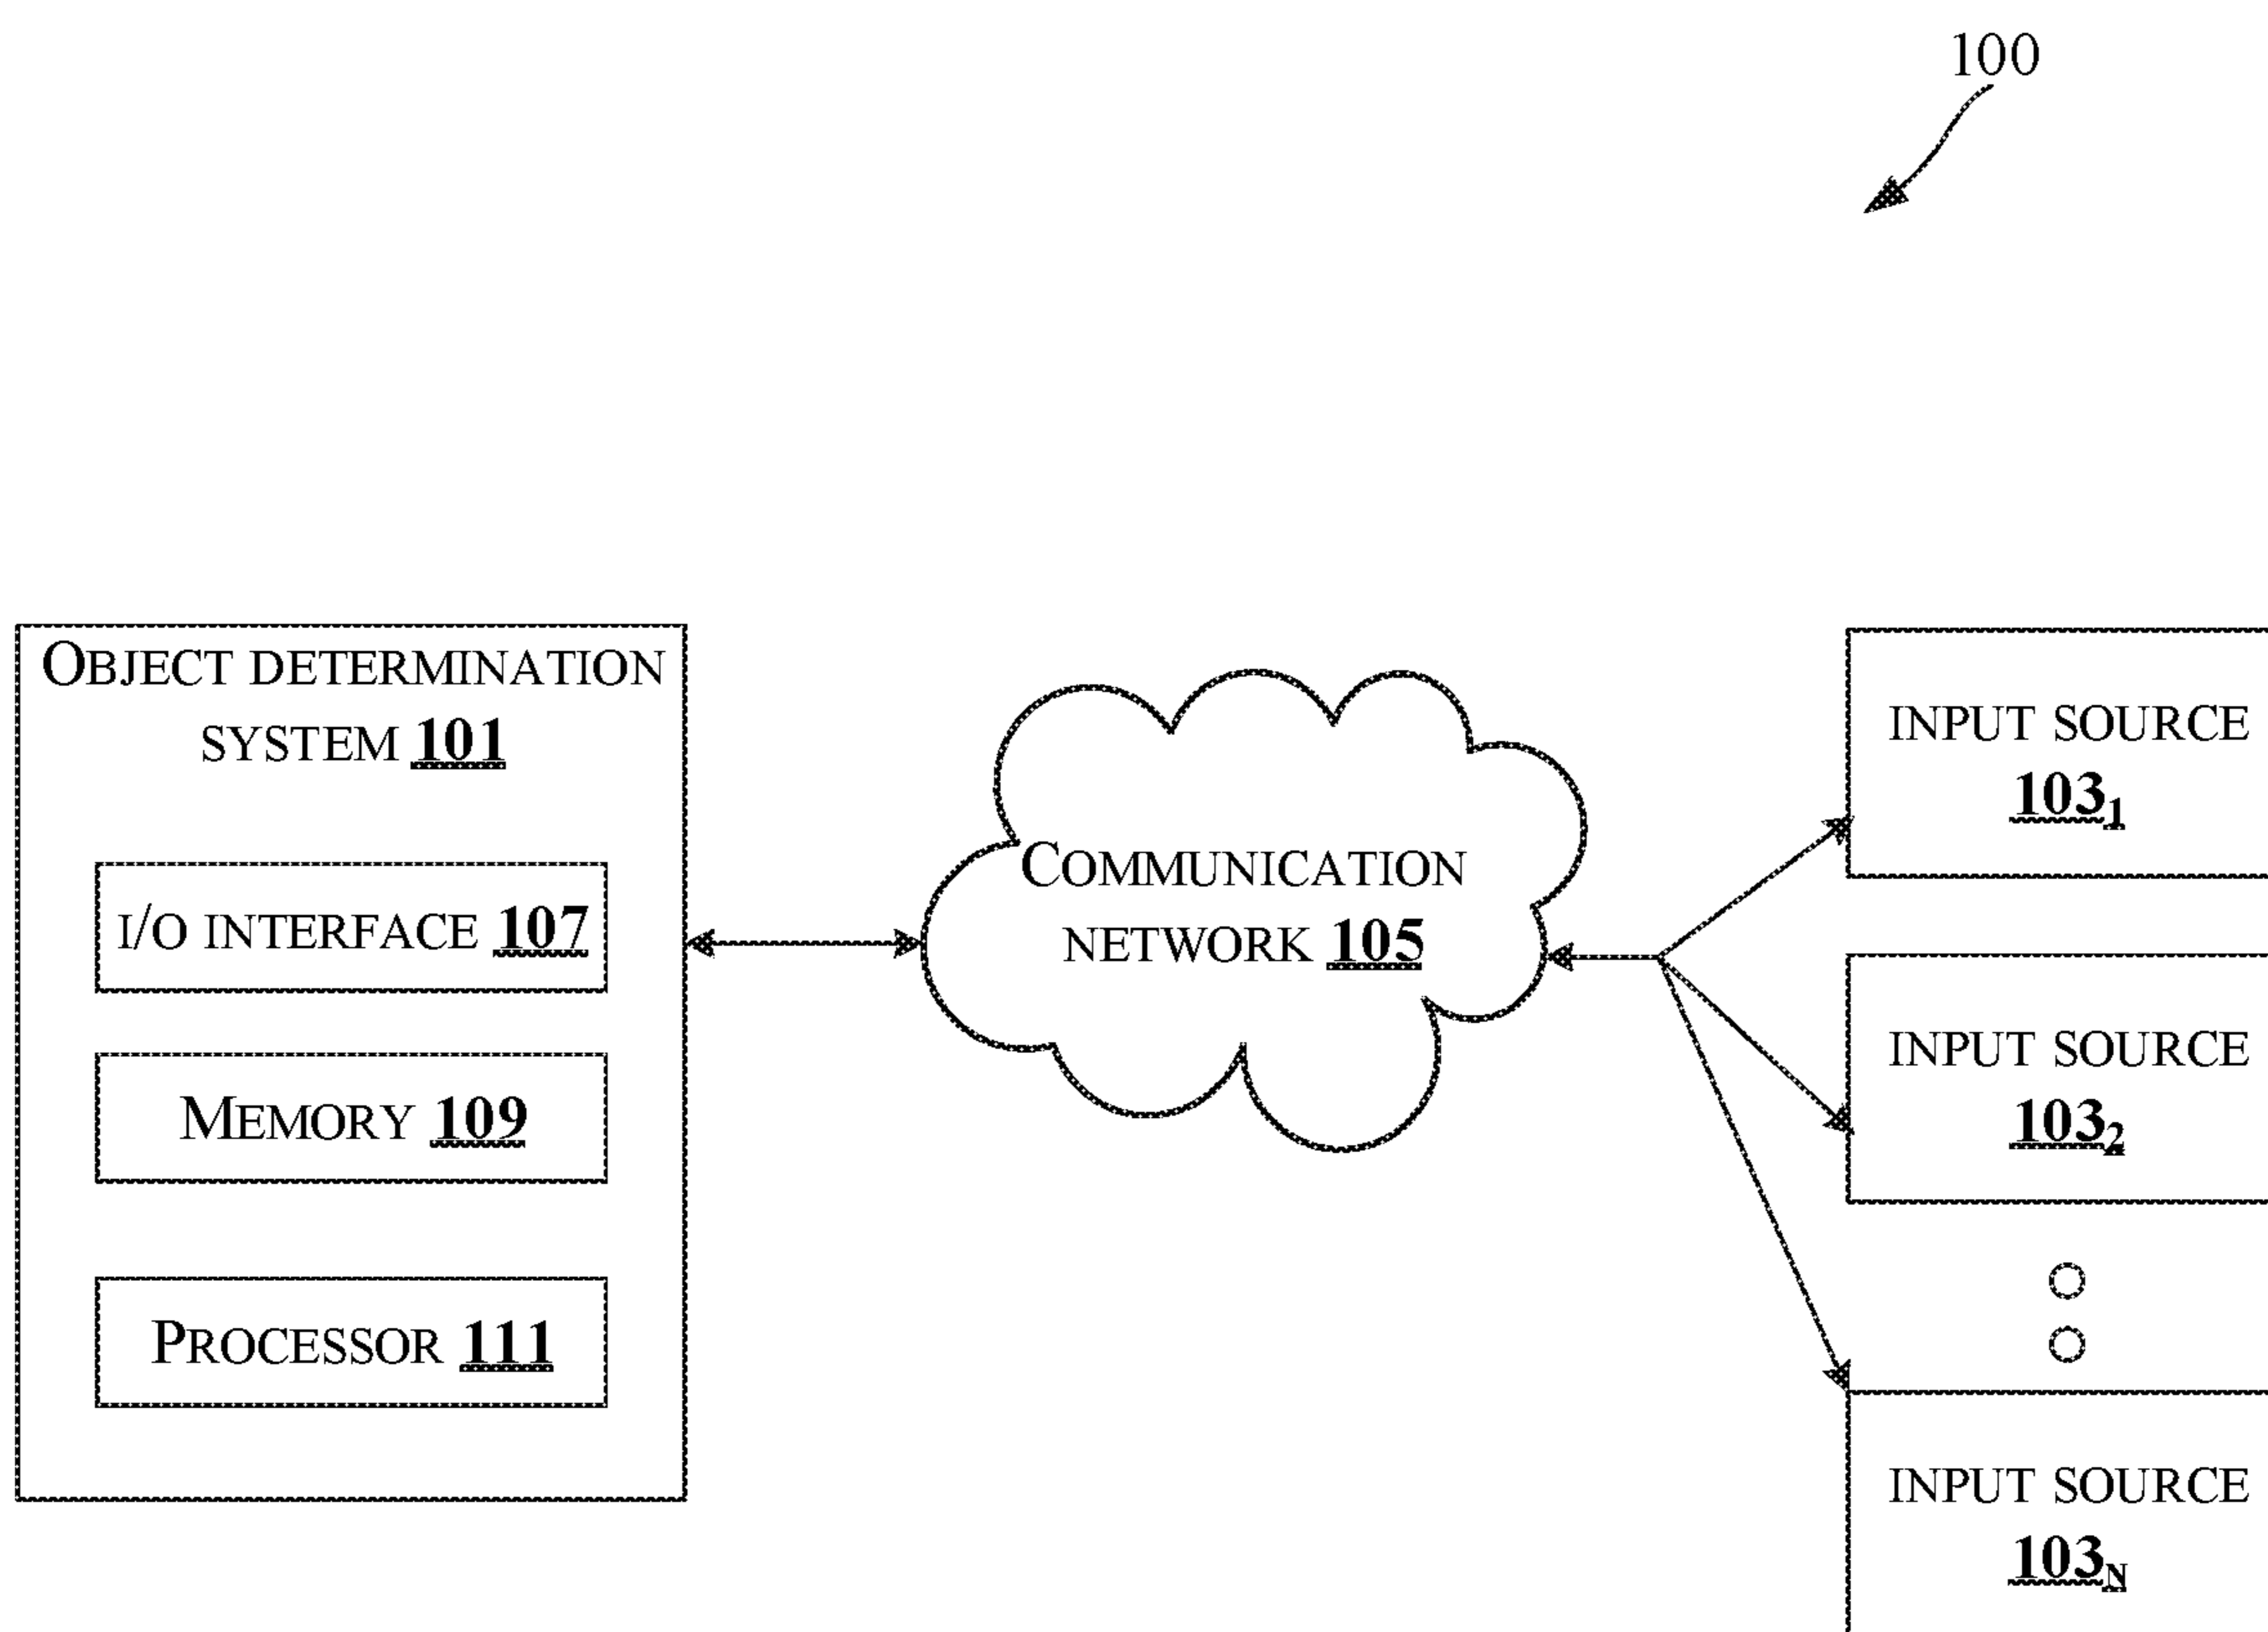 100
OBJECT DETERMINATION
SYSTEM 101
I/O INTERFACE 107
MEMORY 109
PROCESSOR 111
COMMUNICATION
NETWORK 105
INPUT SOURCE
103₁
INPUT SOURCE
103₂
INPUT SOURCE
103N